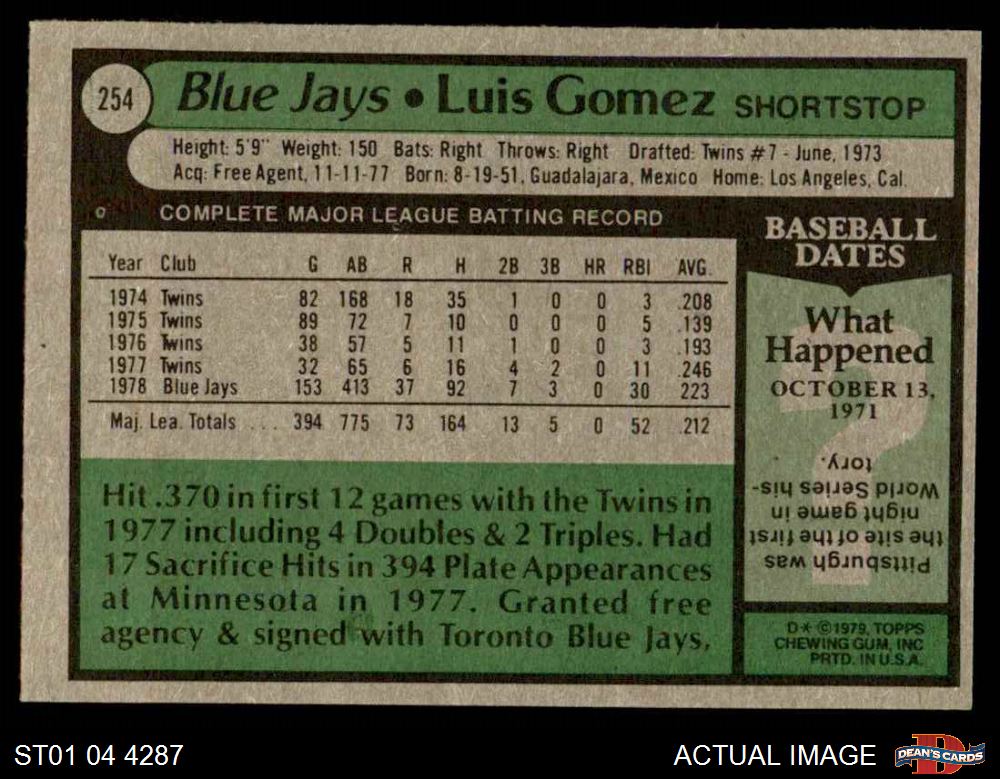 254
Blue Jays • Luis Gomez SHORTSTOP
Height: 5'9" Weight: 150 Bats: Right Throws: Right Drafted: Twins #7 - June, 1973
Acq: Free Agent, 11-11-77 Born: 8-19-51, Guadalajara, Mexico Home: Los Angeles, Cal.
COMPLETE MAJOR LEAGUE BATTING RECORD
Year Club G AB R H 2B 3B HR RBI AVG.
1974 Twins 82 168 18 35 1 0 0 3 .208
1975 Twins 89 72 7 10 0 0 0 5 .139
1976 Twins 38 57 5 11 1 0 0 3 .193
1977 Twins 32 65 6 16 4 2 0 11 .246
1978 Blue Jays 153 413 37 92 7 3 0 30 .223
Maj. Lea. Totals ... 394 775 73 164 13 5 0 52 .212
Hit .370 in first 12 games with the Twins in
1977 including 4 Doubles & 2 Triples. Had
17 Sacrifice Hits in 394 Plate Appearances
at Minnesota in 1977. Granted free
agency & signed with Toronto Blue Jays,
BASEBALL
DATES
What
Happened
OCTOBER 13,
1971
?
Pittsburgh was
the site of the first
night game in
World Series his-
tory.
D* ©1979, TOPPS
CHEWING GUM, INC
PRTD. IN U.S.A.
ST01 04 4287
ACTUAL IMAGE
D
DEAN'S CARDS